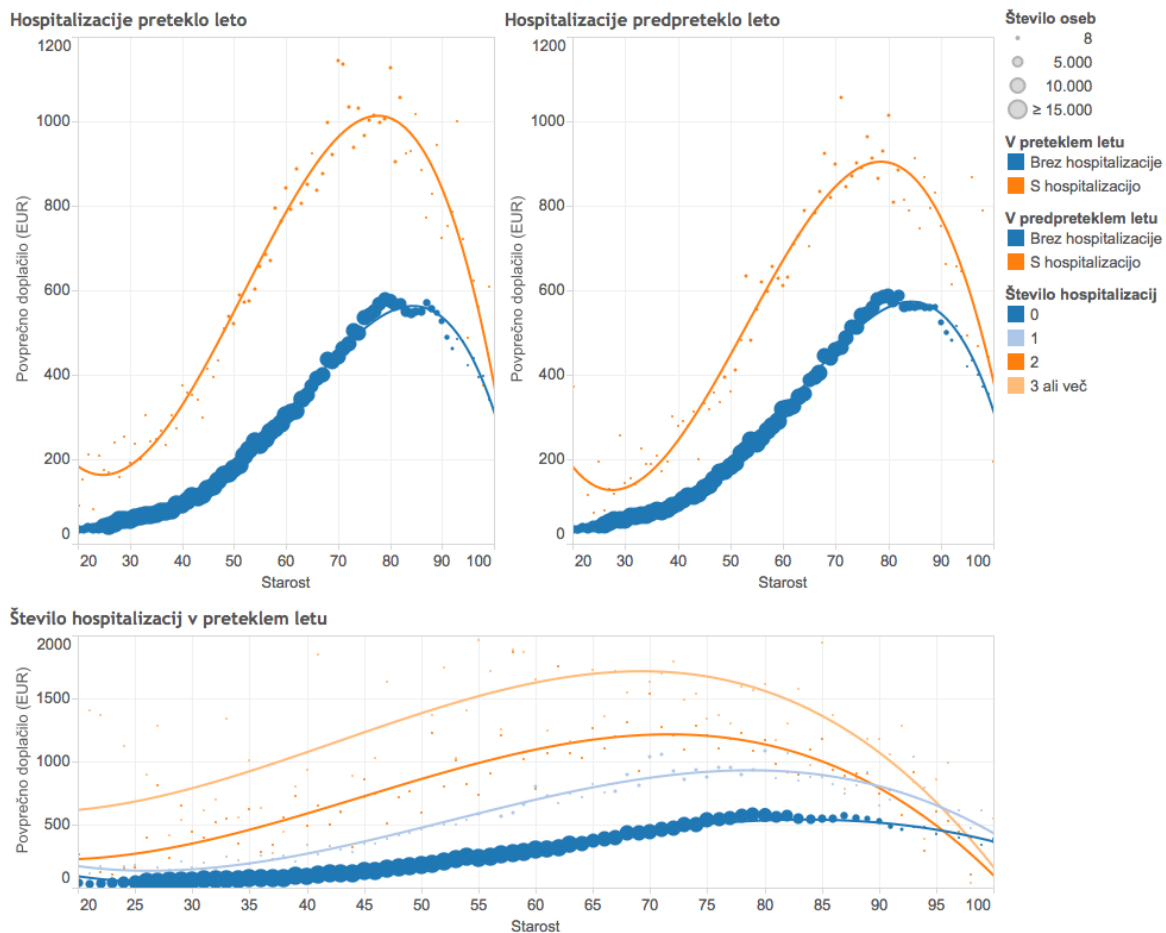 Hospitalizacije preteklo leto
1200
1000
800
600
400
200
0
Povprečno doplačilo (EUR)
20 30 40 50 60 70 80 90 100
Starost
Hospitalizacije predpreteklo leto
1200
1000
800
600
400
200
0
Povprečno doplačilo (EUR)
20 30 40 50 60 70 80 90 100
Starost
Število oseb
8
5.000
10.000
≥ 15.000
V preteklem letu
Brez hospitalizacije
S hospitalizacijo
V predpreteklem letu
Brez hospitalizacije
S hospitalizacijo
Število hospitalizacij
0
1
2
3 ali več
Število hospitalizacij v preteklem letu
2000
1500
1000
500
0
Povprečno doplačilo (EUR)
20 25 30 35 40 45 50 55 60 65 70 75 80 85 90 95 100
Starost